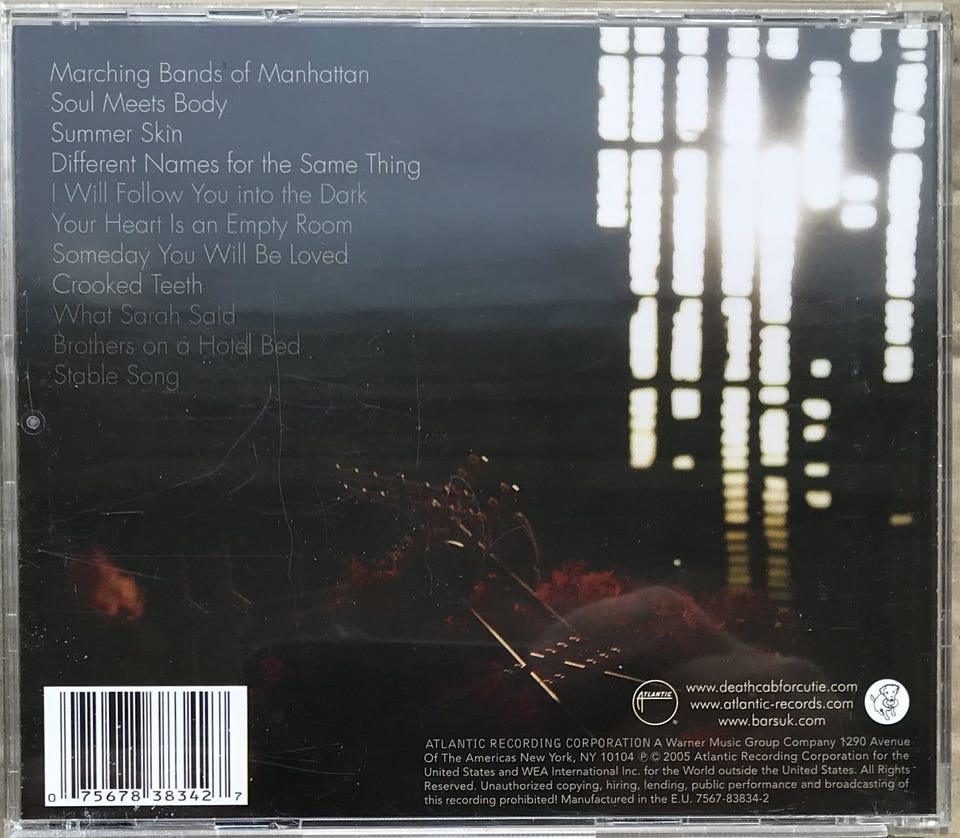 Marching Bands of Manhattan
Soul Meets Body
Summer Skin
Different Names for the Same Thing
I Will Follow You into the Dark
Your Heart Is an Empty Room
Someday You Will Be Loved
Crooked Teeth
What Sarah Said
Brothers on a Hotel Bed
Stable Song
ATLANTIC
www.deathcabforcutie.com
www.atlantic-records.com
www.barsuk.com
ATLANTIC RECORDING CORPORATION A Warner Music Group Company 1290 Avenue
Of The Americas New York, NY 10104 ℗ © 2005 Atlantic Recording Corporation for the
United States and WEA International Inc. for the World outside the United States. All Rights
Reserved. Unauthorized copying, hiring, lending, public performance and broadcasting of
this recording prohibited! Manufactured in the E.U. 7567-83834-2
0 75678 38342 7